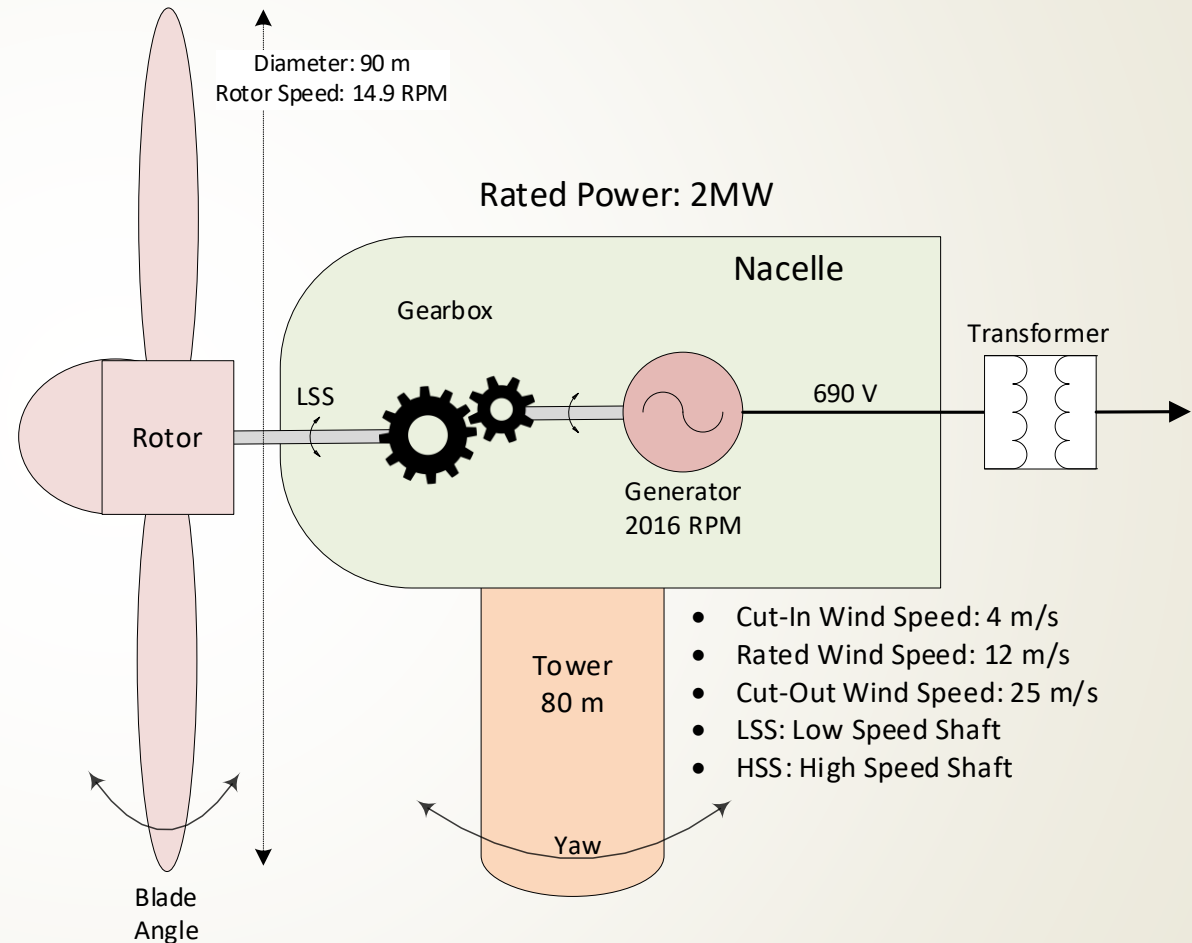 Diameter: 90 m
Rotor Speed: 14.9 RPM
Rated Power: 2MW
Nacelle
Gearbox
Transformer
LSS
690 V
Rotor
Generator
2016 RPM
Tower
80 m
• Cut-In Wind Speed: 4 m/s
• Rated Wind Speed: 12 m/s
• Cut-Out Wind Speed: 25 m/s
• LSS: Low Speed Shaft
• HSS: High Speed Shaft
Yaw
Blade
Angle